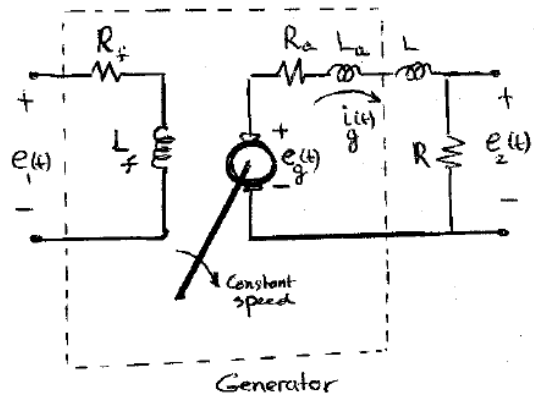 R_f
R_a L_a L
+
e_1(t)
−
L_f
+
e_g(t)
−
i_g(t)
R
+
e_2(t)
−
Constant
speed
Generator